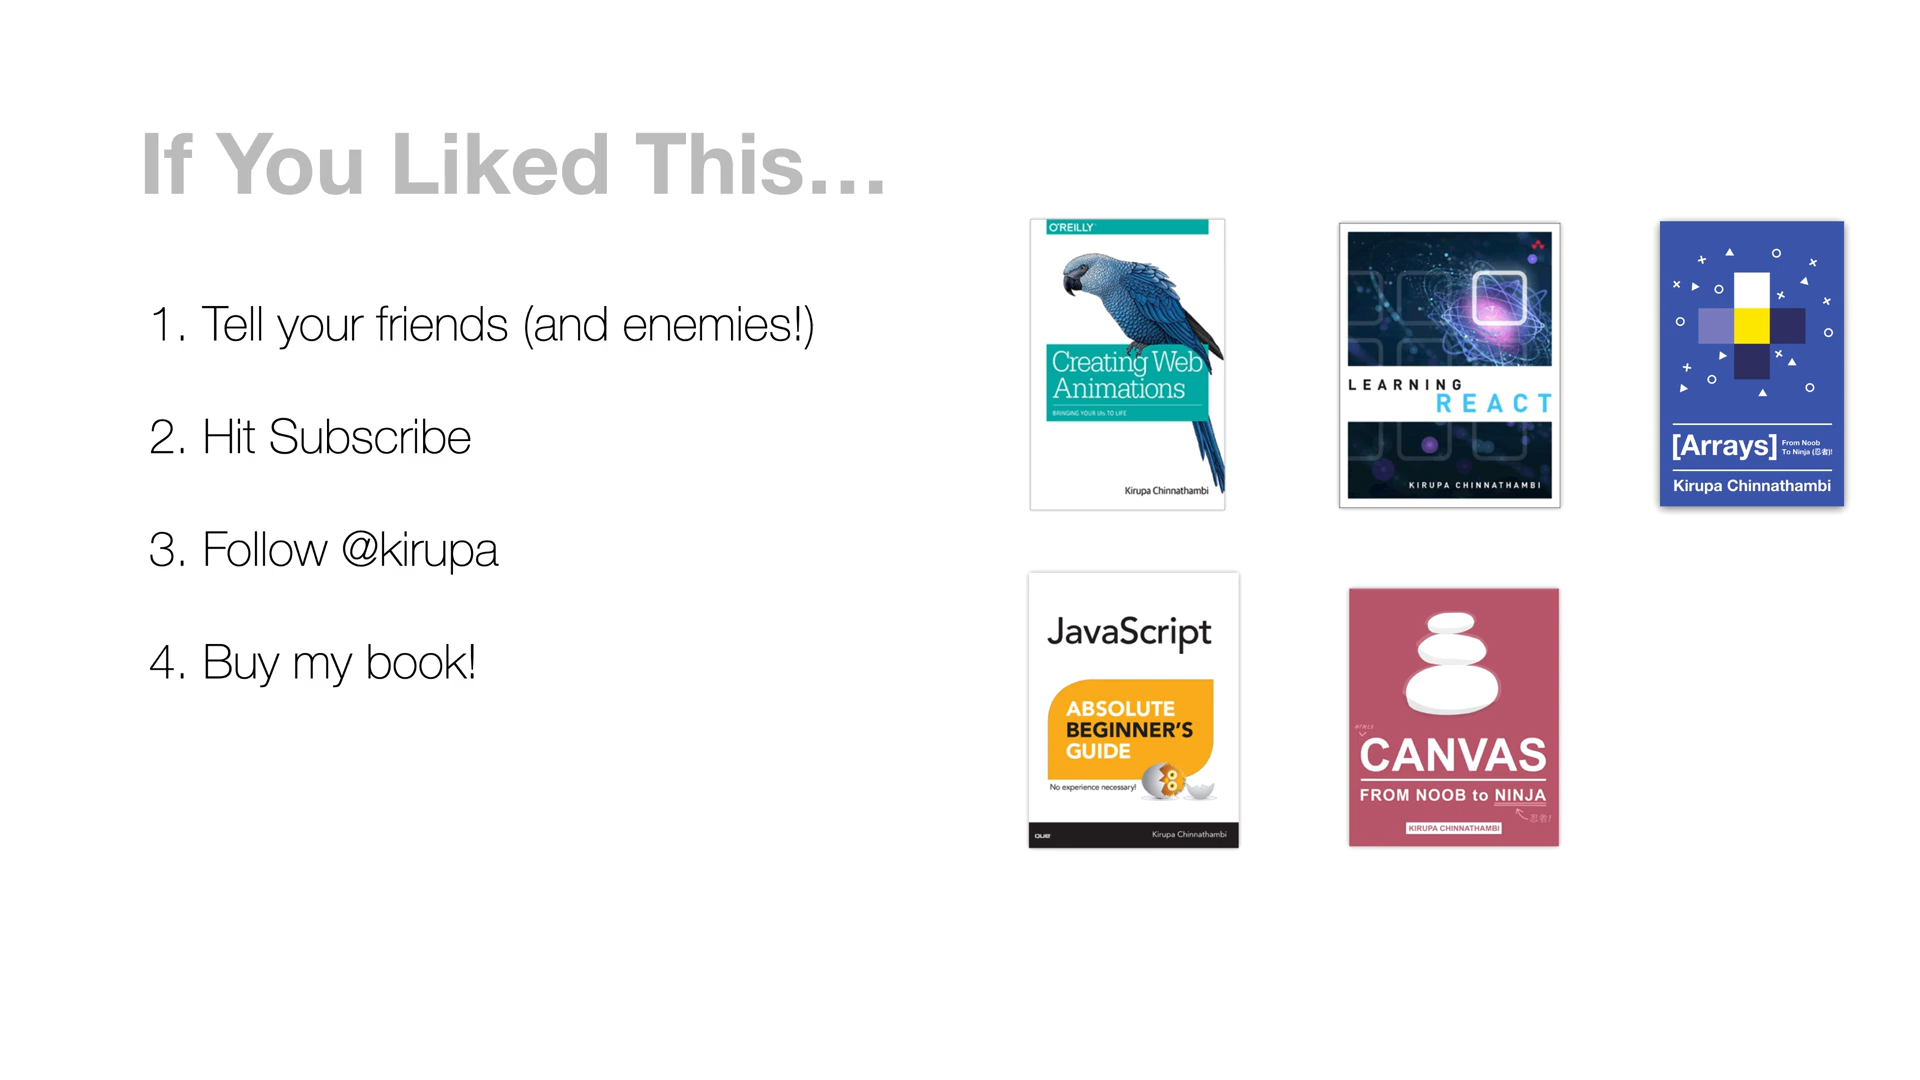 If You Liked This...
1. Tell your friends (and enemies!)
2. Hit Subscribe
3. Follow @kirupa
4. Buy my book!
O'REILLY
Creating Web
Animations
BRINGING YOUR UIs TO LIFE
Kirupa Chinnathambi
LEARNING
REACT
KIRUPA CHINNATHAMBI
[Arrays] From Noob
To Ninja (忍者)!
Kirupa Chinnathambi
JavaScript
ABSOLUTE
BEGINNER'S
GUIDE
No experience necessary!
que
Kirupa Chinnathambi
HTML5
CANVAS
FROM NOOB to NINJA
忍者!
KIRUPA CHINNATHAMBI